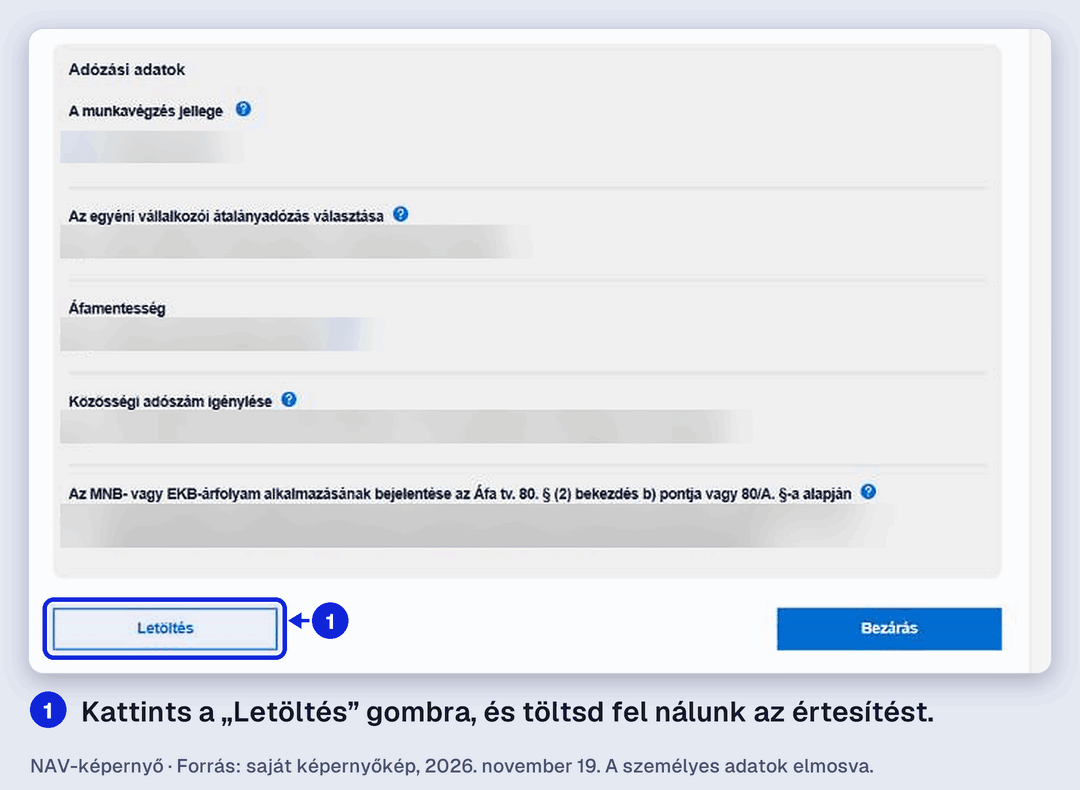 Adózási adatok
A munkavégzés jellege ?
Az egyéni vállalkozói átalányadózás választása ?
Áfamentesség
Közösségi adószám igénylése ?
Az MNB- vagy EKB-árfolyam alkalmazásának bejelentése az Áfa tv. 80. § (2) bekezdés b) pontja vagy 80/A. §-a alapján ?
Letöltés
1
Bezárás
1 Kattints a „Letöltés” gombra, és töltsd fel nálunk az értesítést.
NAV-képernyő · Forrás: saját képernyőkép, 2026. november 19. A személyes adatok elmosva.